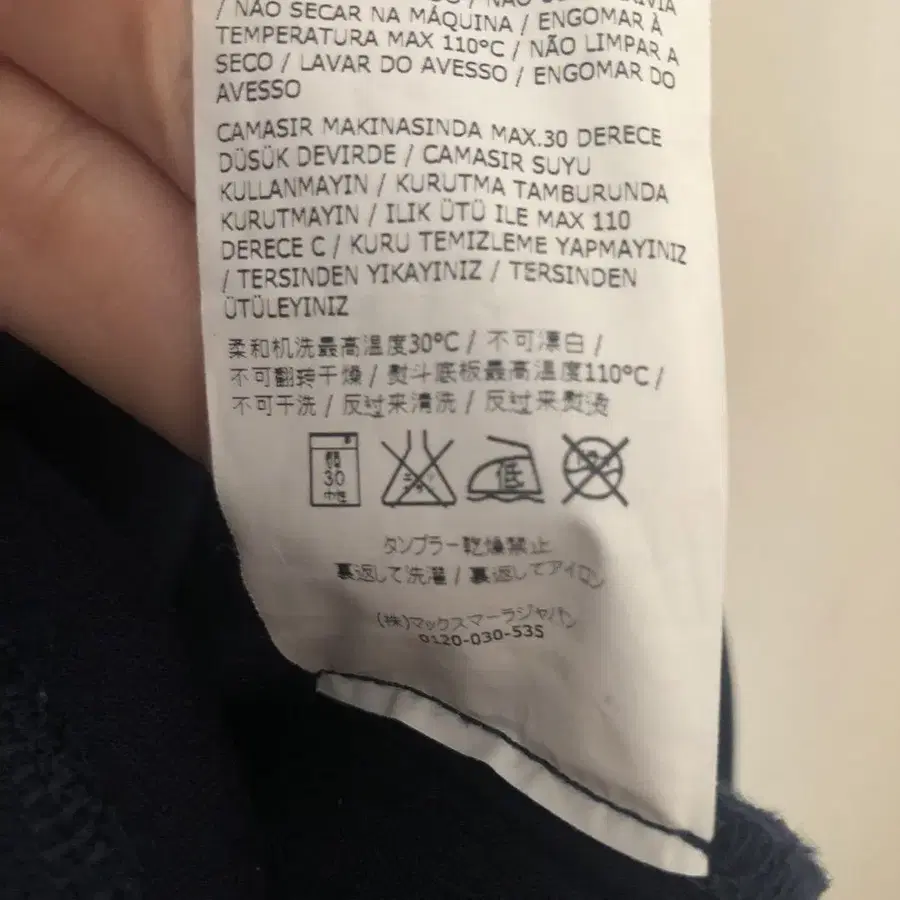 / NÃO SECAR NA MÁQUINA / ENGOMAR À
TEMPERATURA MAX 110°C / NÃO LIMPAR A
SECO / LAVAR DO AVESSO / ENGOMAR DO
AVESSO
CAMASIR MAKINASINDA MAX.30 DERECE
DÜSÜK DEVIRDE / CAMASIR SUYU
KULLANMAYIN / KURUTMA TAMBURUNDA
KURUTMAYIN / ILIK ÜTÜ ILE MAX 110
DERECE C / KURU TEMIZLEME YAPMAYINIZ
/ TERSINDEN YIKAYINIZ / TERSINDEN
ÜTÜLEYINIZ
柔和机洗最高温度30°C / 不可漂白 /
不可翻转干燥 / 熨斗底板最高温度110°C /
不可干洗 / 反过来清洗 / 反过来熨烫
弱
30
中性
低
タンブラー乾燥禁止
裏返して洗濯 / 裏返してアイロン
(株)マックスマーラジャパン
0120-030-535